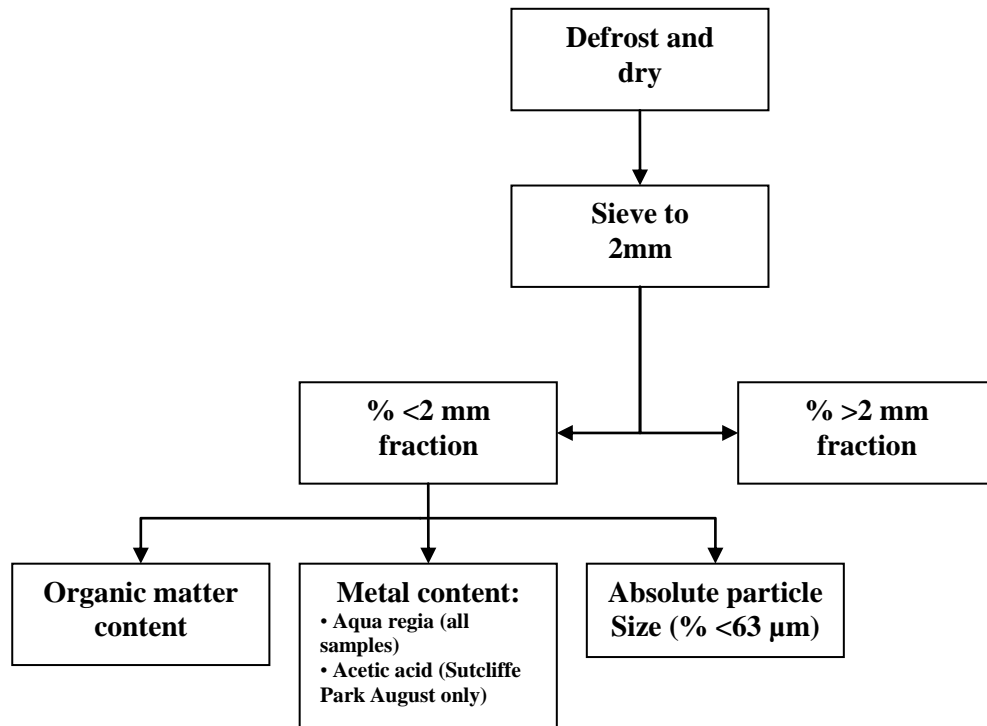 Defrost and
dry
Sieve to
2mm
% <2 mm
fraction
% >2 mm
fraction
Organic matter
content
Metal content:
• Aqua regia (all
samples)
• Acetic acid (Sutcliffe
Park August only)
Absolute particle
Size (% <63 µm)